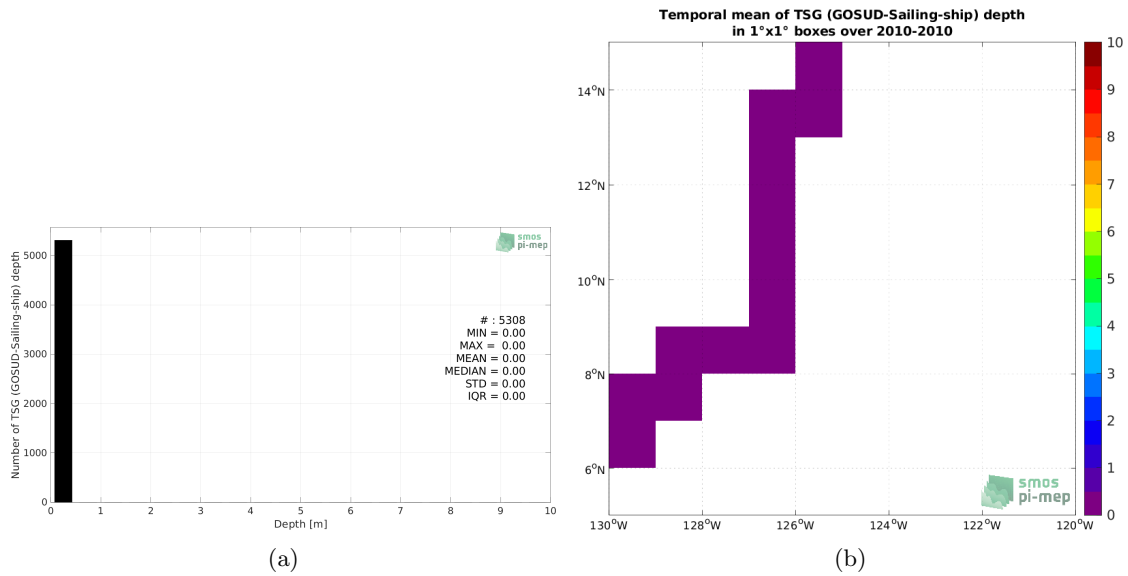 Number of TSG (GOSUD-Sailing-ship) depth
5000
4000
3000
2000
1000
0
0 1 2 3 4 5 6 7 8 9 10
Depth [m]
smos
pi-mep
# : 5308
MIN = 0.00
MAX = 0.00
MEAN = 0.00
MEDIAN = 0.00
STD = 0.00
IQR = 0.00
(a)
Temporal mean of TSG (GOSUD-Sailing-ship) depth
in 1°x1° boxes over 2010-2010
14°N
12°N
10°N
8°N
6°N
130°W 128°W 126°W 124°W 122°W 120°W
smos
pi-mep
10
9
8
7
6
5
4
3
2
1
0
(b)